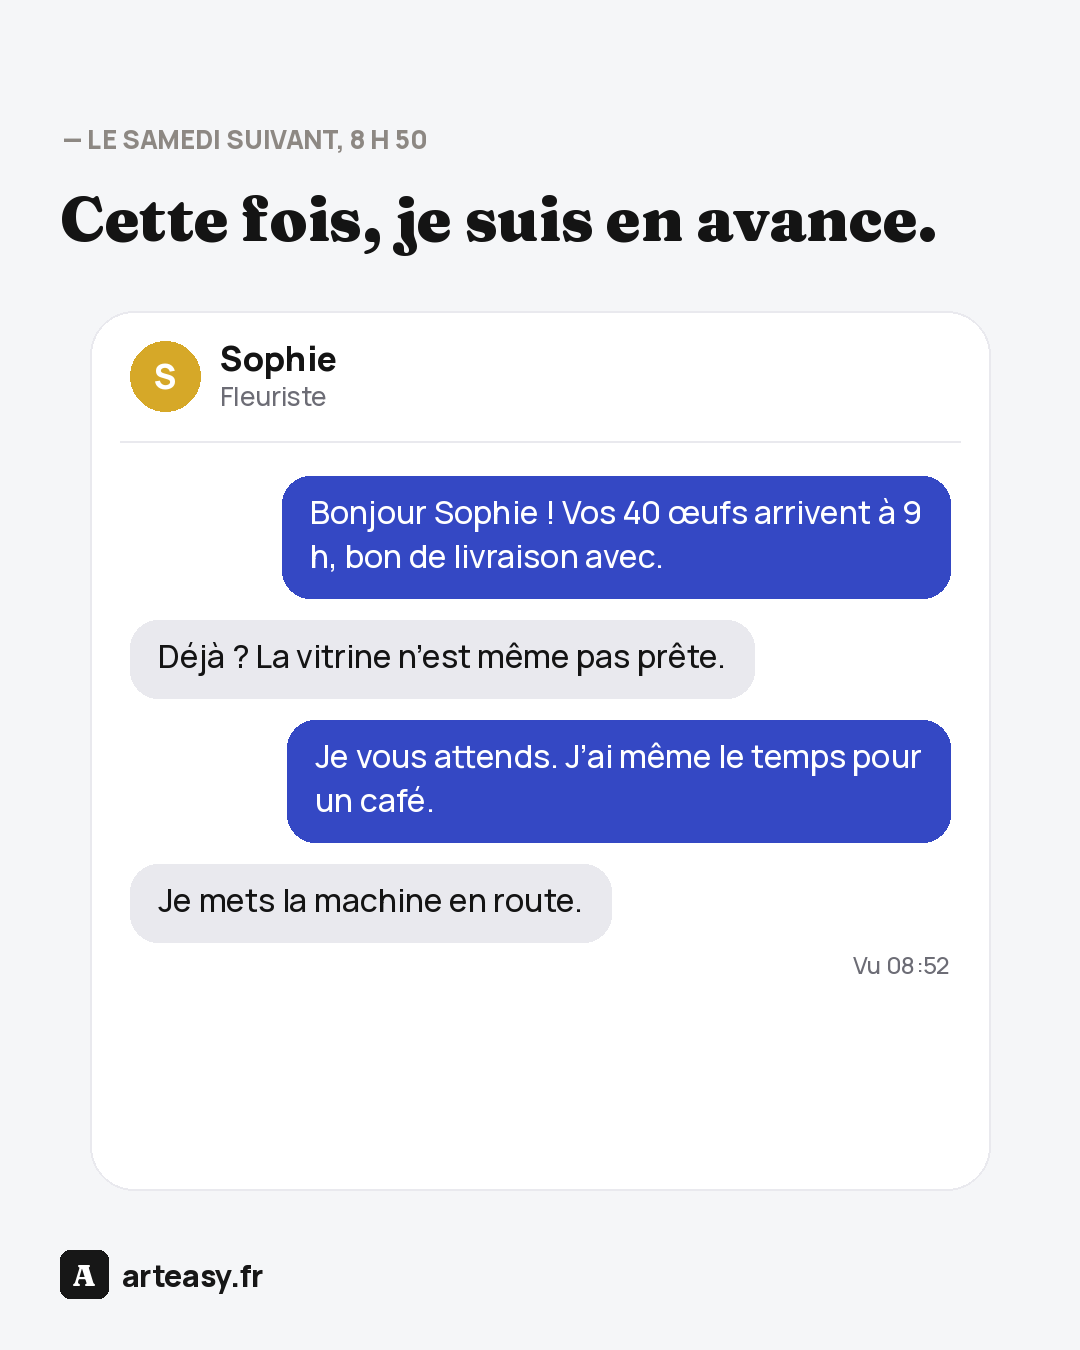 — LE SAMEDI SUIVANT, 8 H 50
Cette fois, je suis en avance.
S
Sophie
Fleuriste
Bonjour Sophie ! Vos 40 œufs arrivent à 9
h, bon de livraison avec.
Déjà ? La vitrine n’est même pas prête.
Je vous attends. J’ai même le temps pour
un café.
Je mets la machine en route.
Vu 08:52
A arteasy.fr